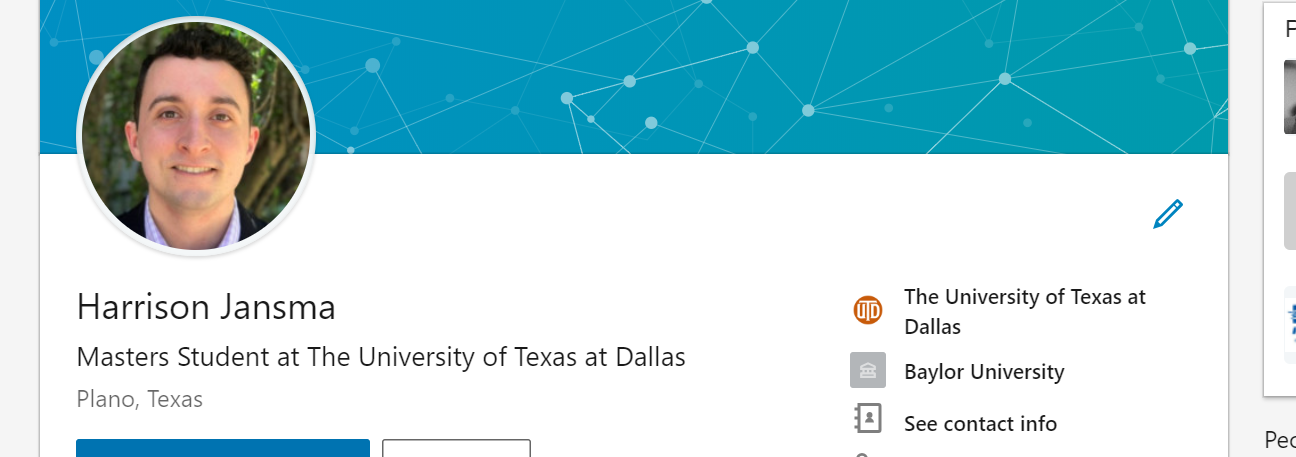 Harrison Jansma
Masters Student at The University of Texas at Dallas
Plano, Texas
UTD
The University of Texas at
Dallas
Baylor University
See contact info